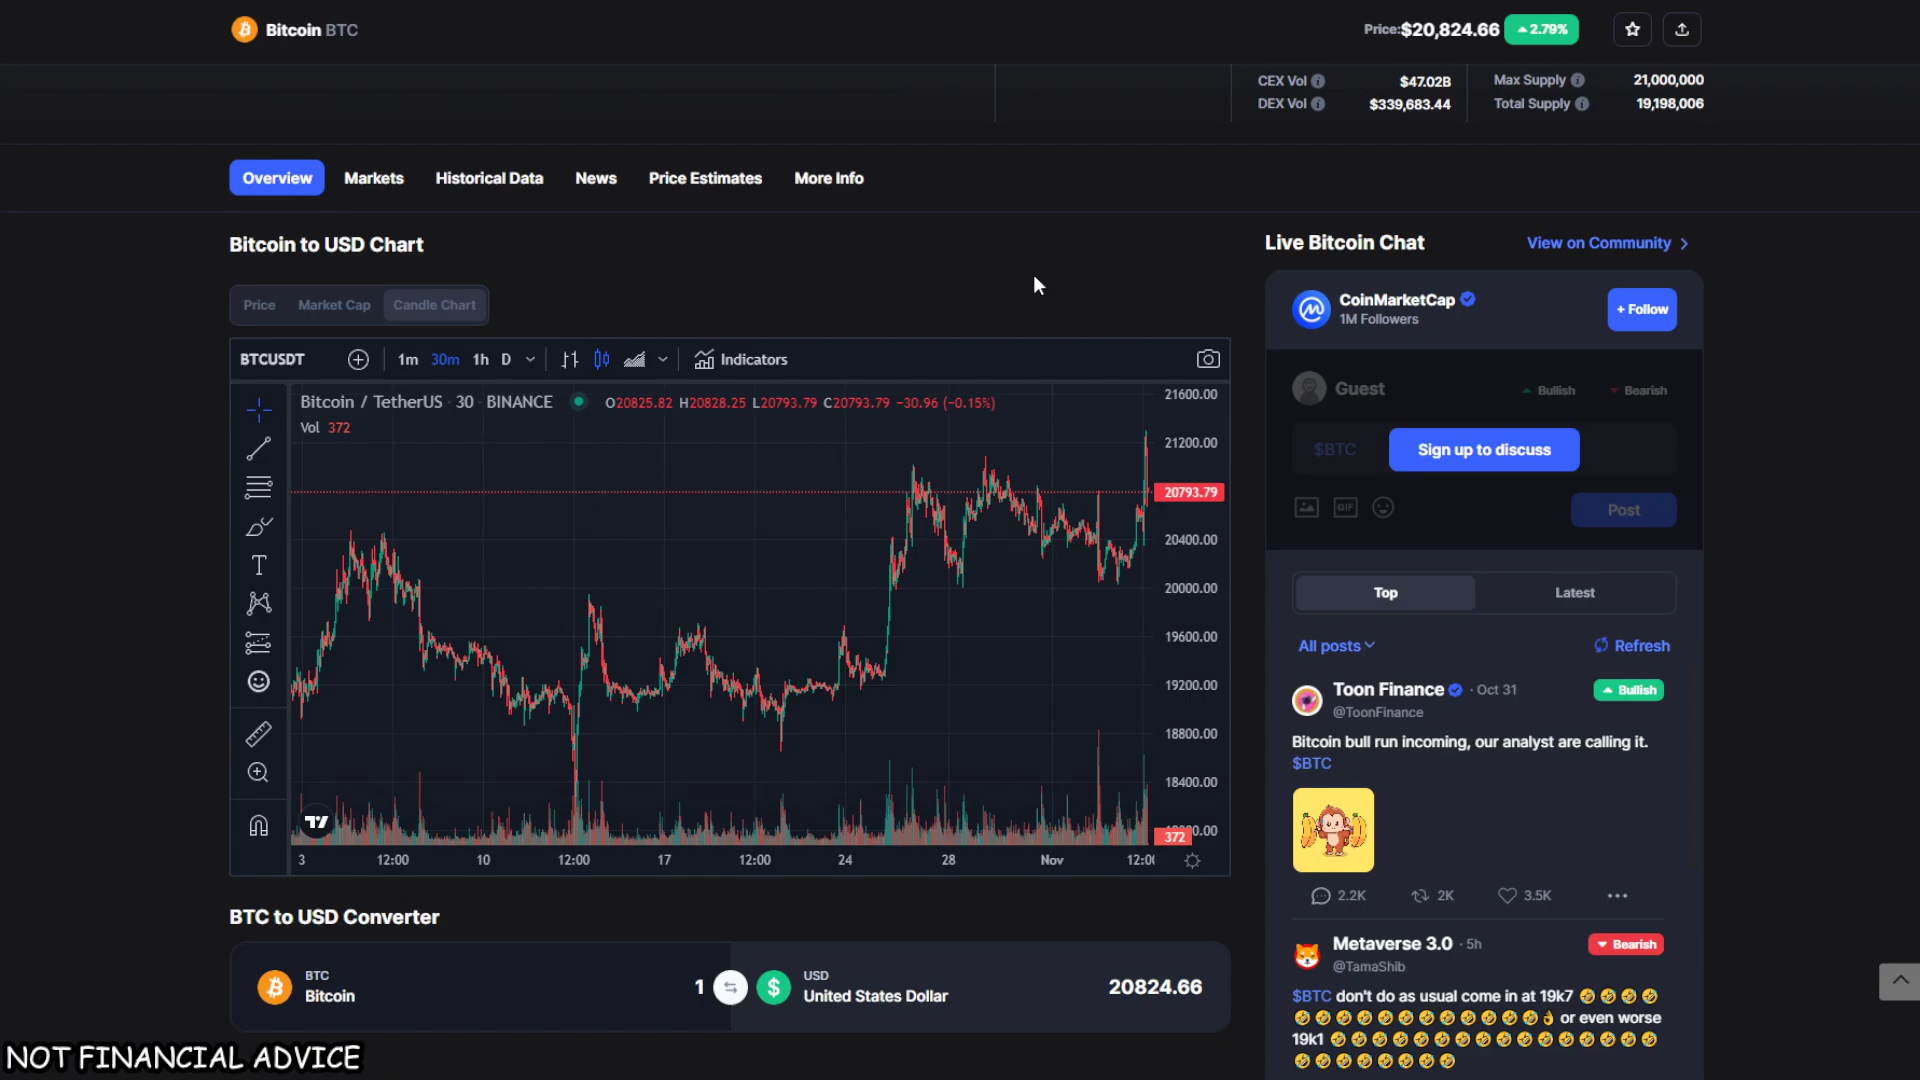 Bitcoin BTC
Price:$20,824.66 2.79%
CEX Vol $47.02B
DEX Vol $339,683.44
Max Supply 21,000,000
Total Supply 19,198,006
Overview Markets Historical Data News Price Estimates More Info
Bitcoin to USD Chart
Price Market Cap Candle Chart
BTCUSDT 1m 30m 1h D Indicators
Bitcoin / TetherUS · 30 · BINANCE O20825.82 H20828.25 L20793.79 C20793.79 −30.96 (−0.15%)
Vol 372
21600.00
21200.00
20793.79
20400.00
20000.00
19600.00
19200.00
18800.00
18400.00
372
3 12:00 10 12:00 17 12:00 24 28 Nov
BTC to USD Converter
BTC
Bitcoin
1
USD
United States Dollar
20824.66
Live Bitcoin Chat
View on Community
CoinMarketCap
1M Followers
+ Follow
Guest
Bullish Bearish
$BTC
Sign up to discuss
GIF
Post
Top Latest
All posts Refresh
Toon Finance · Oct 31 Bullish
@ToonFinance
Bitcoin bull run incoming, our analyst are calling it.
$BTC
2.2K 2K 3.5K
Metaverse 3.0 · 5h Bearish
@TamaShib
$BTC don't do as usual come in at 19k7 🤣🤣🤣🤣
🤣🤣🤣🤣🤣🤣🤣🤣🤣🤣🤣🤣👌 or even worse
19k1 🤣🤣🤣🤣🤣🤣🤣🤣🤣🤣🤣🤣🤣🤣🤣🤣
🤣🤣🤣🤣🤣🤣🤣🤣
NOT FINANCIAL ADVICE